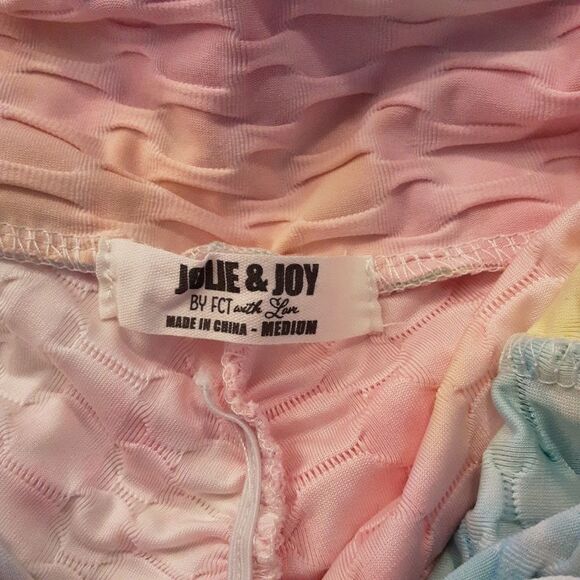 JOLIE & JOY
BY FCT with Love
MADE IN CHINA - MEDIUM